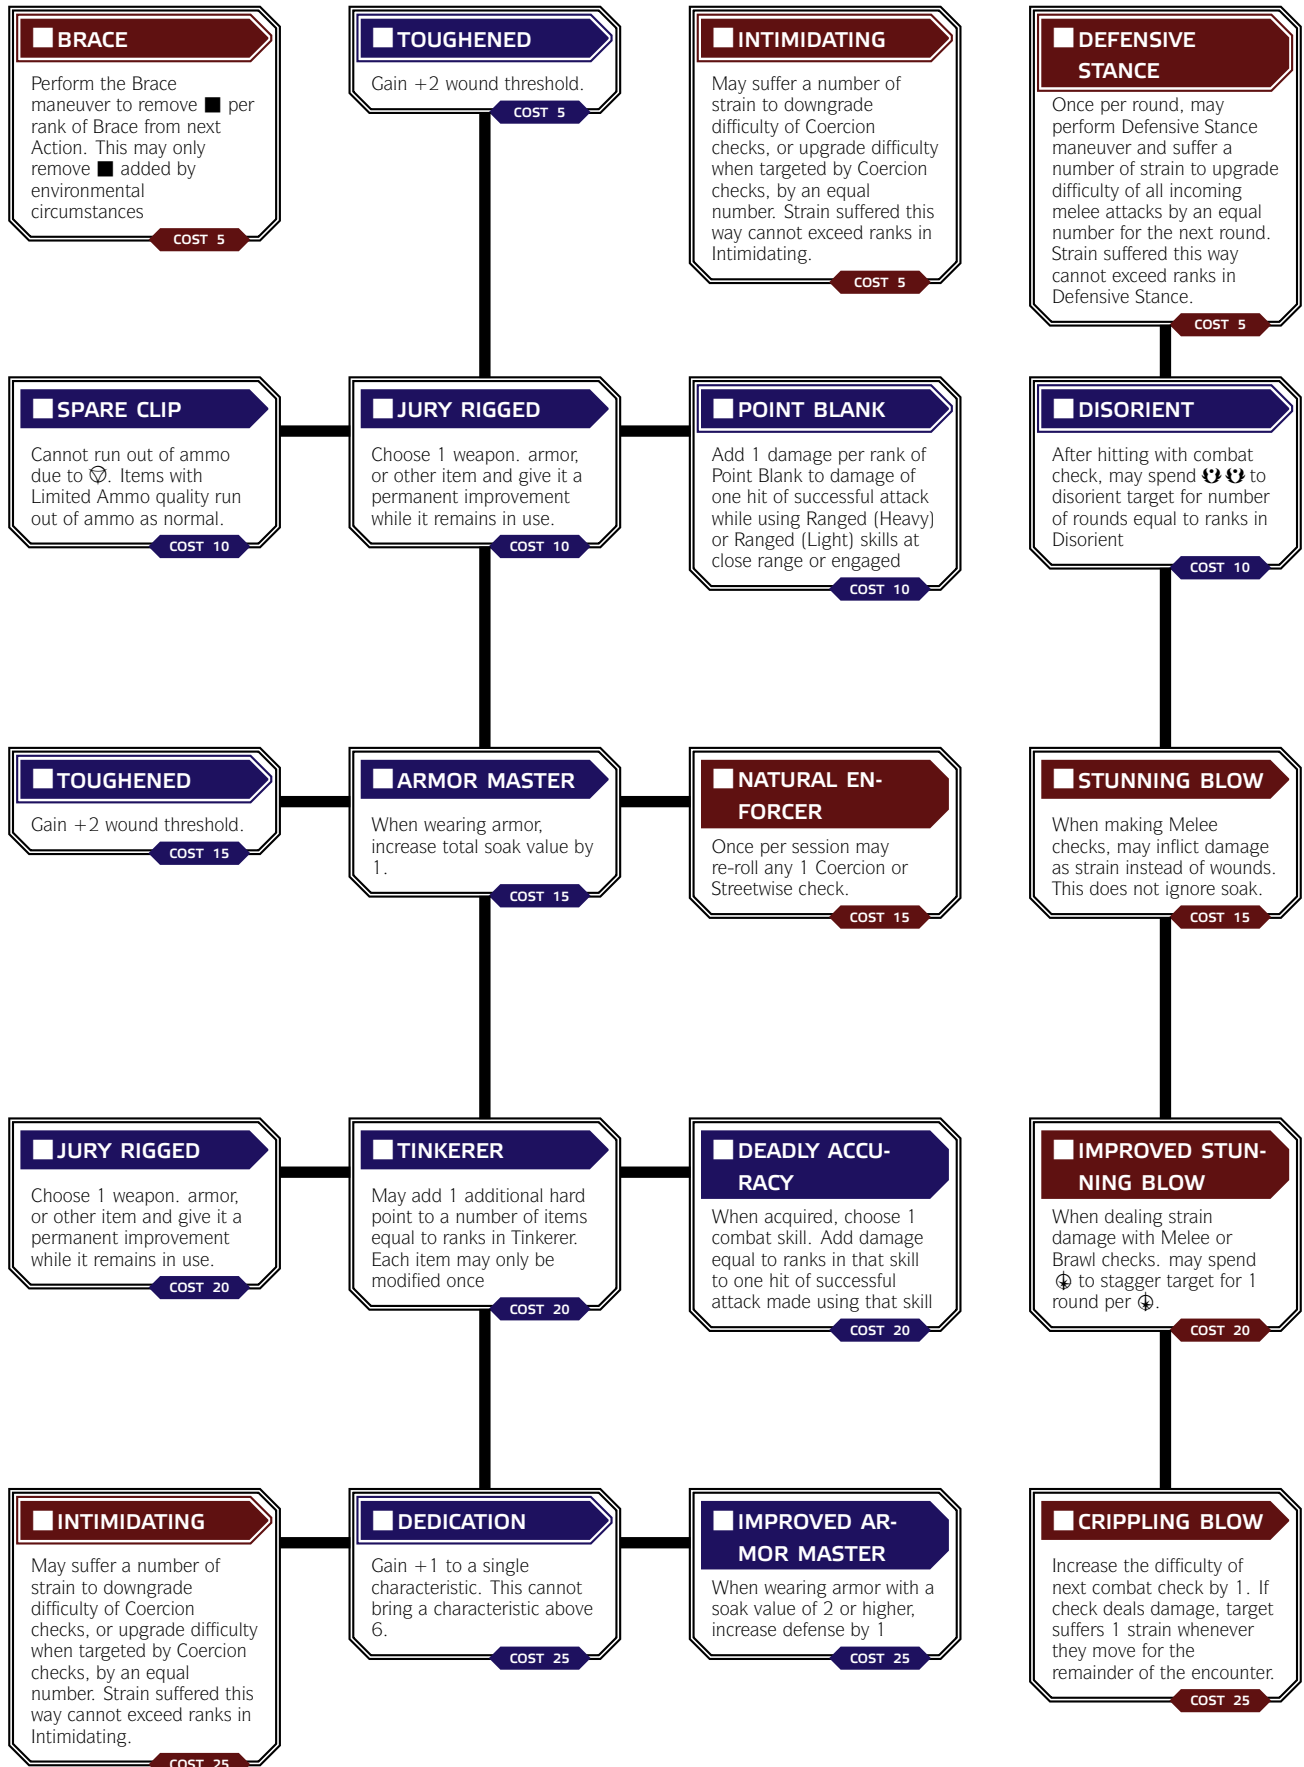 BRACE
Perform the Brace
maneuver to remove ■ per
rank of Brace from next
Action. This may only
remove ■ added by
environmental
circumstances
COST 5
TOUGHENED
Gain +2 wound threshold.
COST 5
INTIMIDATING
May suffer a number of
strain to downgrade
difficulty of Coercion
checks, or upgrade difficulty
when targeted by Coercion
checks, by an equal
number. Strain suffered this
way cannot exceed ranks in
Intimidating.
COST 5
DEFENSIVE
STANCE
Once per round, may
perform Defensive Stance
maneuver and suffer a
number of strain to upgrade
difficulty of all incoming
melee attacks by an equal
number for the next round.
Strain suffered this way
cannot exceed ranks in
Defensive Stance.
COST 5
SPARE CLIP
Cannot run out of ammo
due to . Items with
Limited Ammo quality run
out of ammo as normal.
COST 10
JURY RIGGED
Choose 1 weapon. armor,
or other item and give it a
permanent improvement
while it remains in use.
COST 10
POINT BLANK
Add 1 damage per rank of
Point Blank to damage of
one hit of successful attack
while using Ranged (Heavy)
or Ranged (Light) skills at
close range or engaged
COST 10
DISORIENT
After hitting with combat
check, may spend to
disorient target for number
of rounds equal to ranks in
Disorient
COST 10
TOUGHENED
Gain +2 wound threshold.
COST 15
ARMOR MASTER
When wearing armor,
increase total soak value by
1.
COST 15
NATURAL EN-
FORCER
Once per session may
re-roll any 1 Coercion or
Streetwise check.
COST 15
STUNNING BLOW
When making Melee
checks, may inflict damage
as strain instead of wounds.
This does not ignore soak.
COST 15
JURY RIGGED
Choose 1 weapon. armor,
or other item and give it a
permanent improvement
while it remains in use.
COST 20
TINKERER
May add 1 additional hard
point to a number of items
equal to ranks in Tinkerer.
Each item may only be
modified once
COST 20
DEADLY ACCU-
RACY
When acquired, choose 1
combat skill. Add damage
equal to ranks in that skill
to one hit of successful
attack made using that skill
COST 20
IMPROVED STUN-
NING BLOW
When dealing strain
damage with Melee or
Brawl checks. may spend
to stagger target for 1
round per .
COST 20
INTIMIDATING
May suffer a number of
strain to downgrade
difficulty of Coercion
checks, or upgrade difficulty
when targeted by Coercion
checks, by an equal
number. Strain suffered this
way cannot exceed ranks in
Intimidating.
COST 25
DEDICATION
Gain +1 to a single
characteristic. This cannot
bring a characteristic above
6.
COST 25
IMPROVED AR-
MOR MASTER
When wearing armor with a
soak value of 2 or higher,
increase defense by 1
COST 25
CRIPPLING BLOW
Increase the difficulty of
next combat check by 1. If
check deals damage, target
suffers 1 strain whenever
they move for the
remainder of the encounter.
COST 25